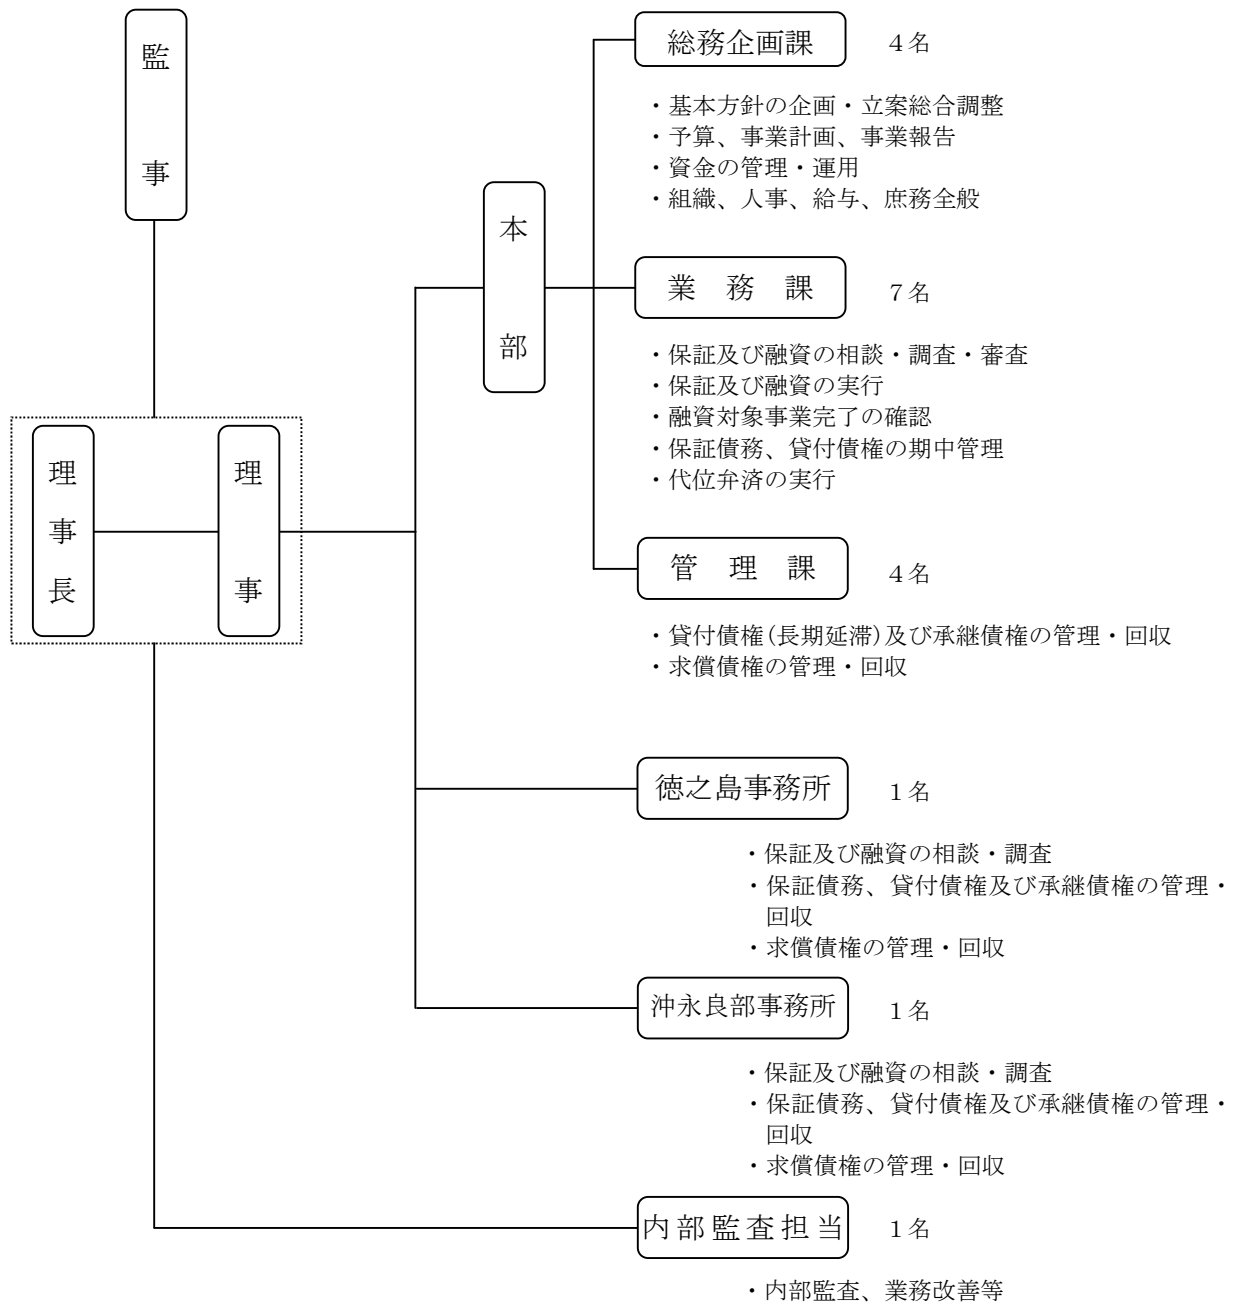 監事
総務企画課 4名
・基本方針の企画・立案総合調整
・予算、事業計画、事業報告
・資金の管理・運用
・組織、人事、給与、庶務全般
本部
業務課 7名
・保証及び融資の相談・調査・審査
・保証及び融資の実行
・融資対象事業完了の確認
・保証債務、貸付債権の期中管理
・代位弁済の実行
理事長
理事
管理課 4名
・貸付債権(長期延滞)及び承継債権の管理・回収
・求償債権の管理・回収
徳之島事務所 1名
・保証及び融資の相談・調査
・保証債務、貸付債権及び承継債権の管理・
回収
・求償債権の管理・回収
沖永良部事務所 1名
・保証及び融資の相談・調査
・保証債務、貸付債権及び承継債権の管理・
回収
・求償債権の管理・回収
内部監査担当 1名
・内部監査、業務改善等